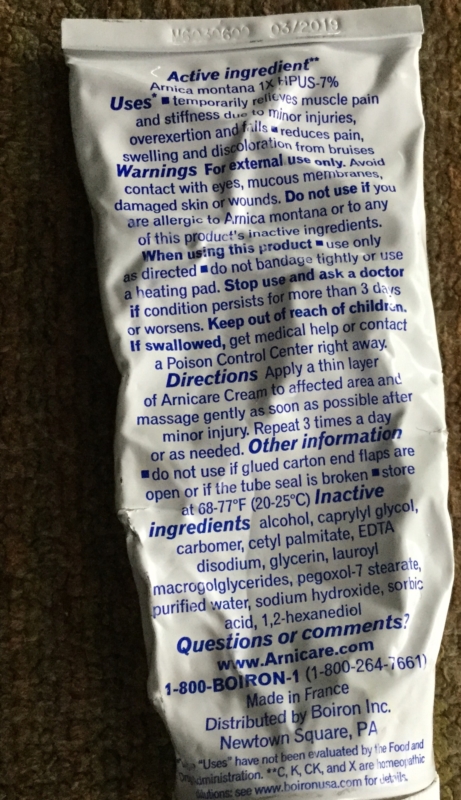 03/2019
Active ingredient**
Arnica montana 1X HPUS-7%
Uses* ■ temporarily relieves muscle pain
and stiffness due to minor injuries,
overexertion and falls ■ reduces pain,
swelling and discoloration from bruises
Warnings For external use only. Avoid
contact with eyes, mucous membranes,
damaged skin or wounds. Do not use if you
are allergic to Arnica montana or to any
of this product's inactive ingredients.
When using this product ■ use only
as directed ■ do not bandage tightly or use
a heating pad. Stop use and ask a doctor
if condition persists for more than 3 days
or worsens. Keep out of reach of children.
If swallowed, get medical help or contact
a Poison Control Center right away.
Directions Apply a thin layer
of Arnicare Cream to affected area and
massage gently as soon as possible after
minor injury. Repeat 3 times a day
or as needed. Other information
■ do not use if glued carton end flaps are
open or if the tube seal is broken ■ store
at 68-77°F (20-25°C) Inactive
ingredients alcohol, caprylyl glycol,
carbomer, cetyl palmitate, EDTA
disodium, glycerin, lauroyl
macrogolglycerides, pegoxol-7 stearate,
purified water, sodium hydroxide, sorbic
acid, 1,2-hexanediol
Questions or comments?
www.Arnicare.com
1-800-BOIRON-1 (1-800-264-7661)
Made in France
Distributed by Boiron Inc.
Newtown Square, PA
"Uses" have not been evaluated by the Food and
Administration. **C, K, CK, and X are homeopathic
dilutions: see www.boironusa.com for details.